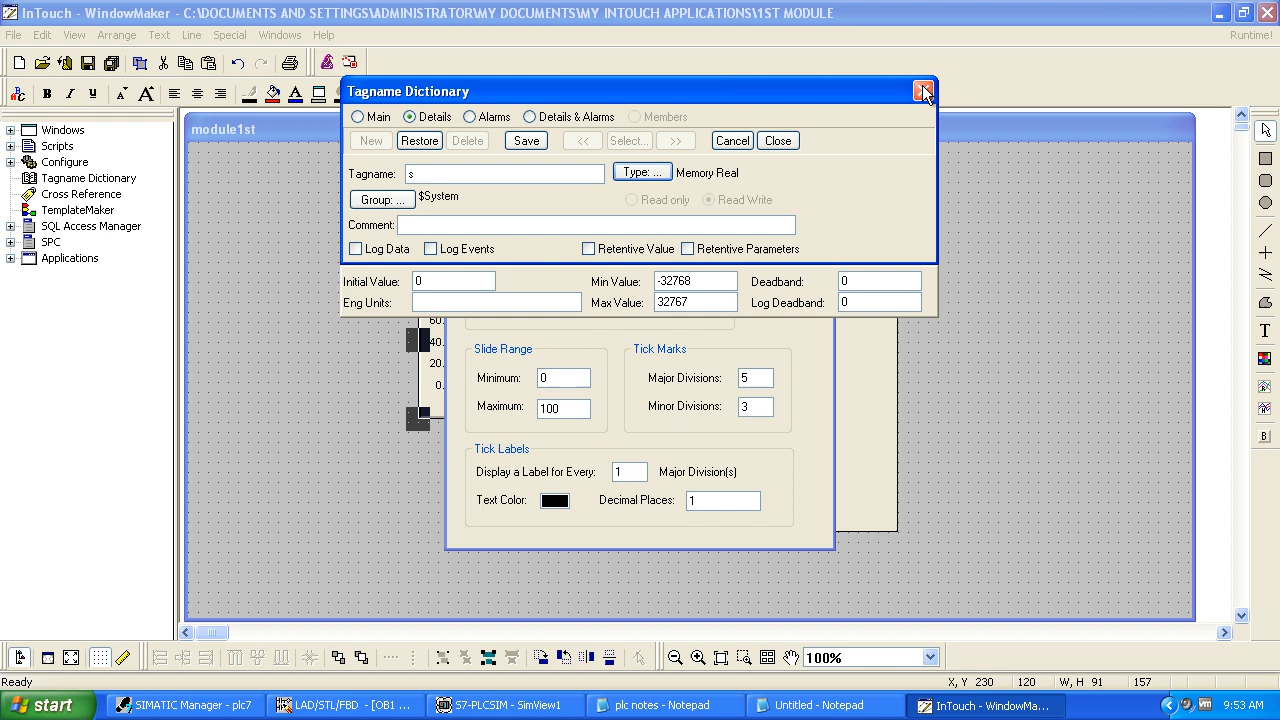 InTouch - WindowMaker - C:\DOCUMENTS AND SETTINGS\ADMINISTRATOR\MY DOCUMENTS\MY INTOUCH APPLICATIONS\1ST MODULE
File Edit View Arrange Text Line Special Windows Help Runtime!
B I U A A A
module1st
Windows
Scripts
Configure
Tagname Dictionary
Cross Reference
TemplateMaker
SQL Access Manager
SPC
Applications
Tagname Dictionary
Main Details Alarms Details & Alarms Members
New Restore Delete Save << Select... >> Cancel Close
Tagname: s Type: ... Memory Real
Group: ... $System Read only Read Write
Comment:
Log Data Log Events Retentive Value Retentive Parameters
Initial Value: 0 Min Value: -32768 Deadband: 0
Eng Units: Max Value: 32767 Log Deadband: 0
60.
40.
20.
0.
Slide Range Tick Marks
Minimum: 0 Major Divisions: 5
Maximum: 100 Minor Divisions: 3
Tick Labels
Display a Label for Every: 1 Major Division(s)
Text Color: Decimal Places: 1
T
B
100%
Ready X, Y 230 120 W, H 91 157
start SIMATIC Manager - plc7 LAD/STL/FBD - [OB1 ... S7-PLCSIM - SimView1 plc notes - Notepad Untitled - Notepad InTouch - WindowMa... 9:53 AM